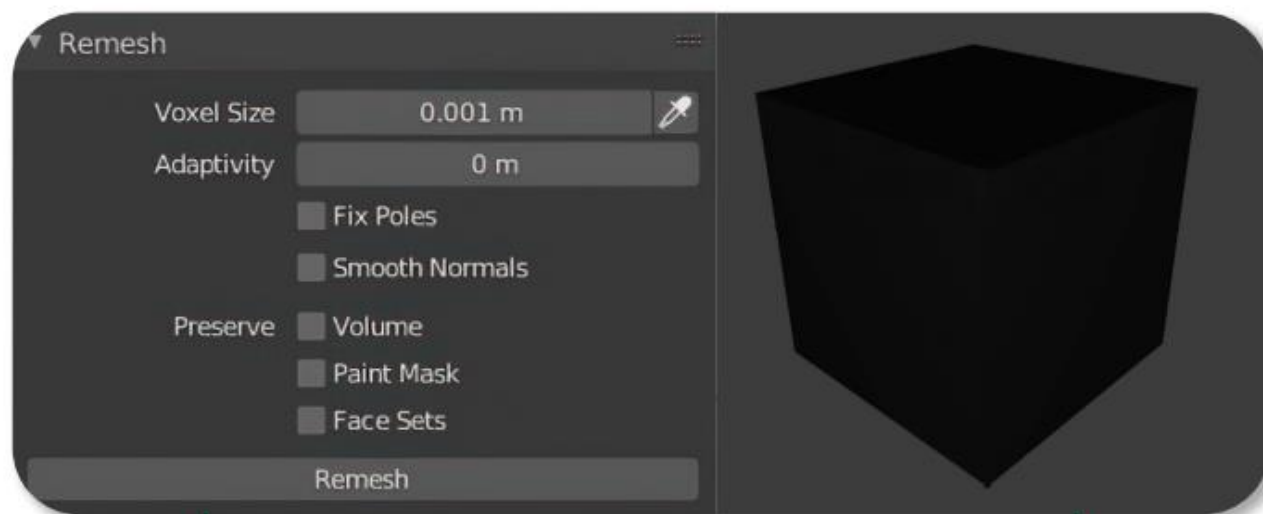 Remesh
Voxel Size 0.001 m
Adaptivity 0 m
Fix Poles
Smooth Normals
Preserve Volume
Paint Mask
Face Sets
Remesh